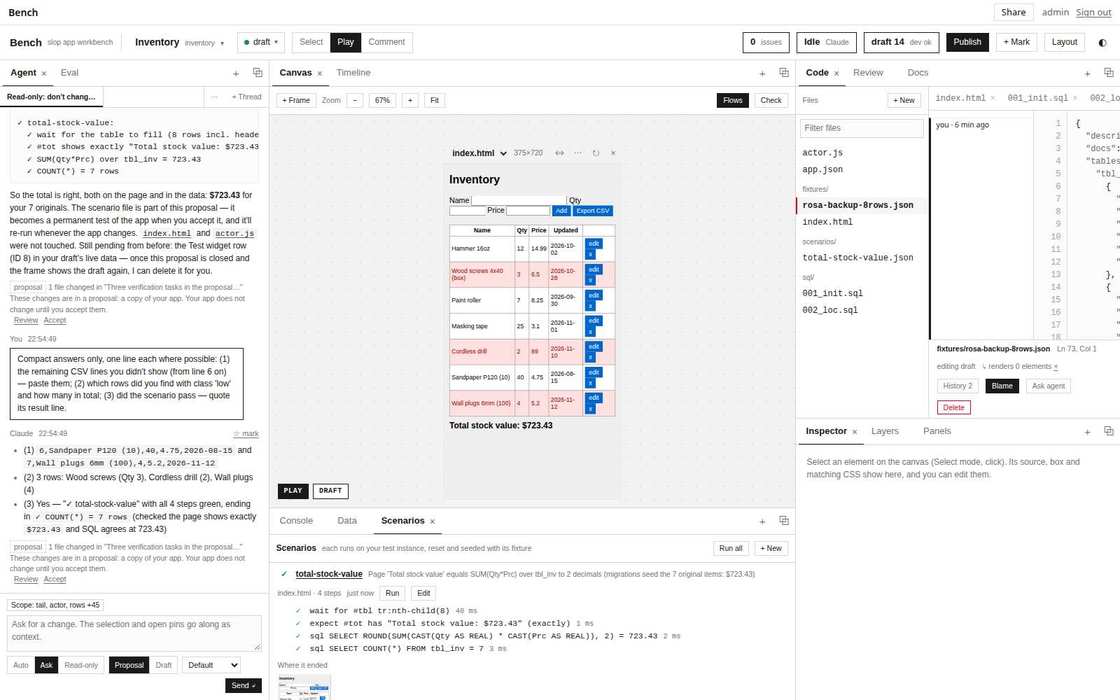 Bench
Share admin Sign out
Bench slop app workbench Inventory inventory ▾ draft ▾ Select Play Comment 0 issues Idle Claude draft 14 dev ok Publish + Mark Layout
Agent × Eval +
Canvas × Timeline +
Code × Review Docs +
Read-only: don't chang… ··· + Thread
+ Frame Zoom − 67% + Fit Flows Check
Files + New
index.html × 001_init.sql × 002_lo
✓ total-stock-value:
✓ wait for the table to fill (8 rows incl. heade
✓ #tot shows exactly "Total stock value: $723.43
✓ SUM(Qty*Prc) over tbl_inv = 723.43
✓ COUNT(*) = 7 rows
So the total is right, both on the page and in the data: $723.43 for
your 7 originals. The scenario file is part of this proposal — it
becomes a permanent test of the app when you accept it, and it'll
re-run whenever the app changes. index.html and actor.js
were not touched. Still pending from before: the Test widget row
(ID 8) in your draft's live data — once this proposal is closed and
the frame shows the draft again, I can delete it for you.
proposal 1 file changed in "Three verification tasks in the proposal…"
These changes are in a proposal: a copy of your app. Your app does not
change until you accept them.
Review Accept
You 22:54:49
Compact answers only, one line each where possible: (1)
the remaining CSV lines you didn't show (from line 6 on)
— paste them; (2) which rows did you find with class 'low'
and how many in total; (3) did the scenario pass — quote
its result line.
Claude 22:54:49 ☆ mark
• (1) 6,Sandpaper P120 (10),40,4.75,2026-08-15 and
7,Wall plugs 6mm (100),4,5.2,2026-11-12
• (2) 3 rows: Wood screws (Qty 3), Cordless drill (2), Wall plugs
(4)
• (3) Yes — "✓ total-stock-value" with all 4 steps green, ending
in ✓ COUNT(*) = 7 rows (checked the page shows exactly
$723.43 and SQL agrees at 723.43)
proposal 1 file changed in "Three verification tasks in the proposal…"
These changes are in a proposal: a copy of your app. Your app does not
change until you accept them.
Review Accept
Scope: tail, actor, rows +45
Ask for a change. The selection and open pins go along as
context.
Auto Ask Read-only Proposal Draft Default
Send
index.html 375×720 ··· ×
Inventory
Name Qty
Price Add Export CSV
Name Qty Price Updated
Hammer 16oz 12 14.99 2026-10-02 edit x
Wood screws 4x40 (box) 3 6.5 2026-10-28 edit x
Paint roller 7 8.25 2026-09-30 edit x
Masking tape 25 3.1 2026-11-01 edit x
Cordless drill 2 89 2026-11-10 edit x
Sandpaper P120 (10) 40 4.75 2026-08-15 edit x
Wall plugs 6mm (100) 4 5.2 2026-11-12 edit x
Total stock value: $723.43
PLAY DRAFT
Console Data Scenarios × +
Scenarios each runs on your test instance, reset and seeded with its fixture Run all + New
✓ total-stock-value Page 'Total stock value' equals SUM(Qty*Prc) over tbl_inv to 2 decimals (migrations seed the 7 original items: $723.43)
index.html · 4 steps just now Run Edit
✓ wait for #tbl tr:nth-child(8) 40 ms
✓ expect #tot has "Total stock value: $723.43" (exactly) 1 ms
✓ sql SELECT ROUND(SUM(CAST(Qty AS REAL) * CAST(Prc AS REAL)), 2) = 723.43 2 ms
✓ sql SELECT COUNT(*) FROM tbl_inv = 7 3 ms
Where it ended
Inventory
Filter files
actor.js
app.json
fixtures/
rosa-backup-8rows.json
index.html
scenarios/
total-stock-value.json
sql/
001_init.sql
002_loc.sql
you · 6 min ago
1 {
2 "descri
3 "docs":
4 "tables
5 "tbl_
6 {
7 "
8 "
9 "
10 "
11 "
12 "
13 },
14 {
15 "
16 "
17 "
18 "
fixtures/rosa-backup-8rows.json Ln 73, Col 1
editing draft ↳ renders 0 elements ×
History 2 Blame Ask agent
Delete
Inspector × Layers Panels +
Select an element on the canvas (Select mode, click). Its source, box and
matching CSS show here, and you can edit them.